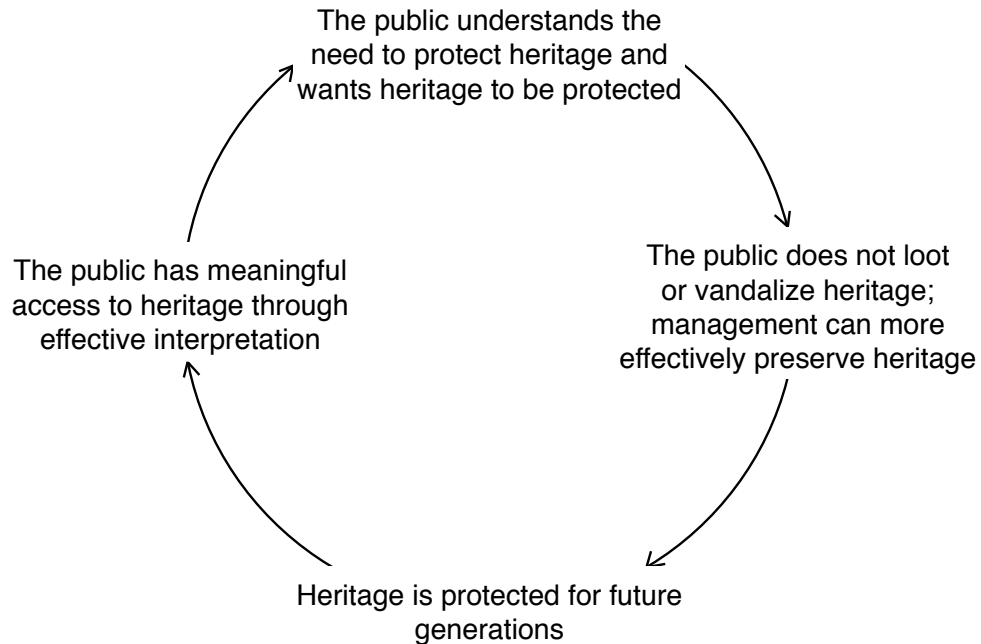 The public understands the
need to protect heritage and
wants heritage to be protected
The public does not loot
or vandalize heritage;
management can more
effectively preserve heritage
Heritage is protected for future
generations
The public has meaningful
access to heritage through
effective interpretation